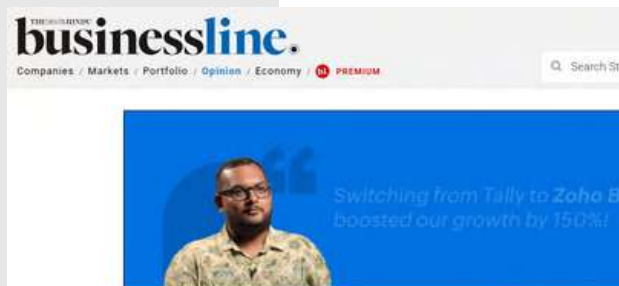 THE HINDU
businessline.
Companies / Markets / Portfolio / Opinion / Economy / bl. PREMIUM
Search St
Switching from Tally to Zoho B
boosted our growth by 150%!